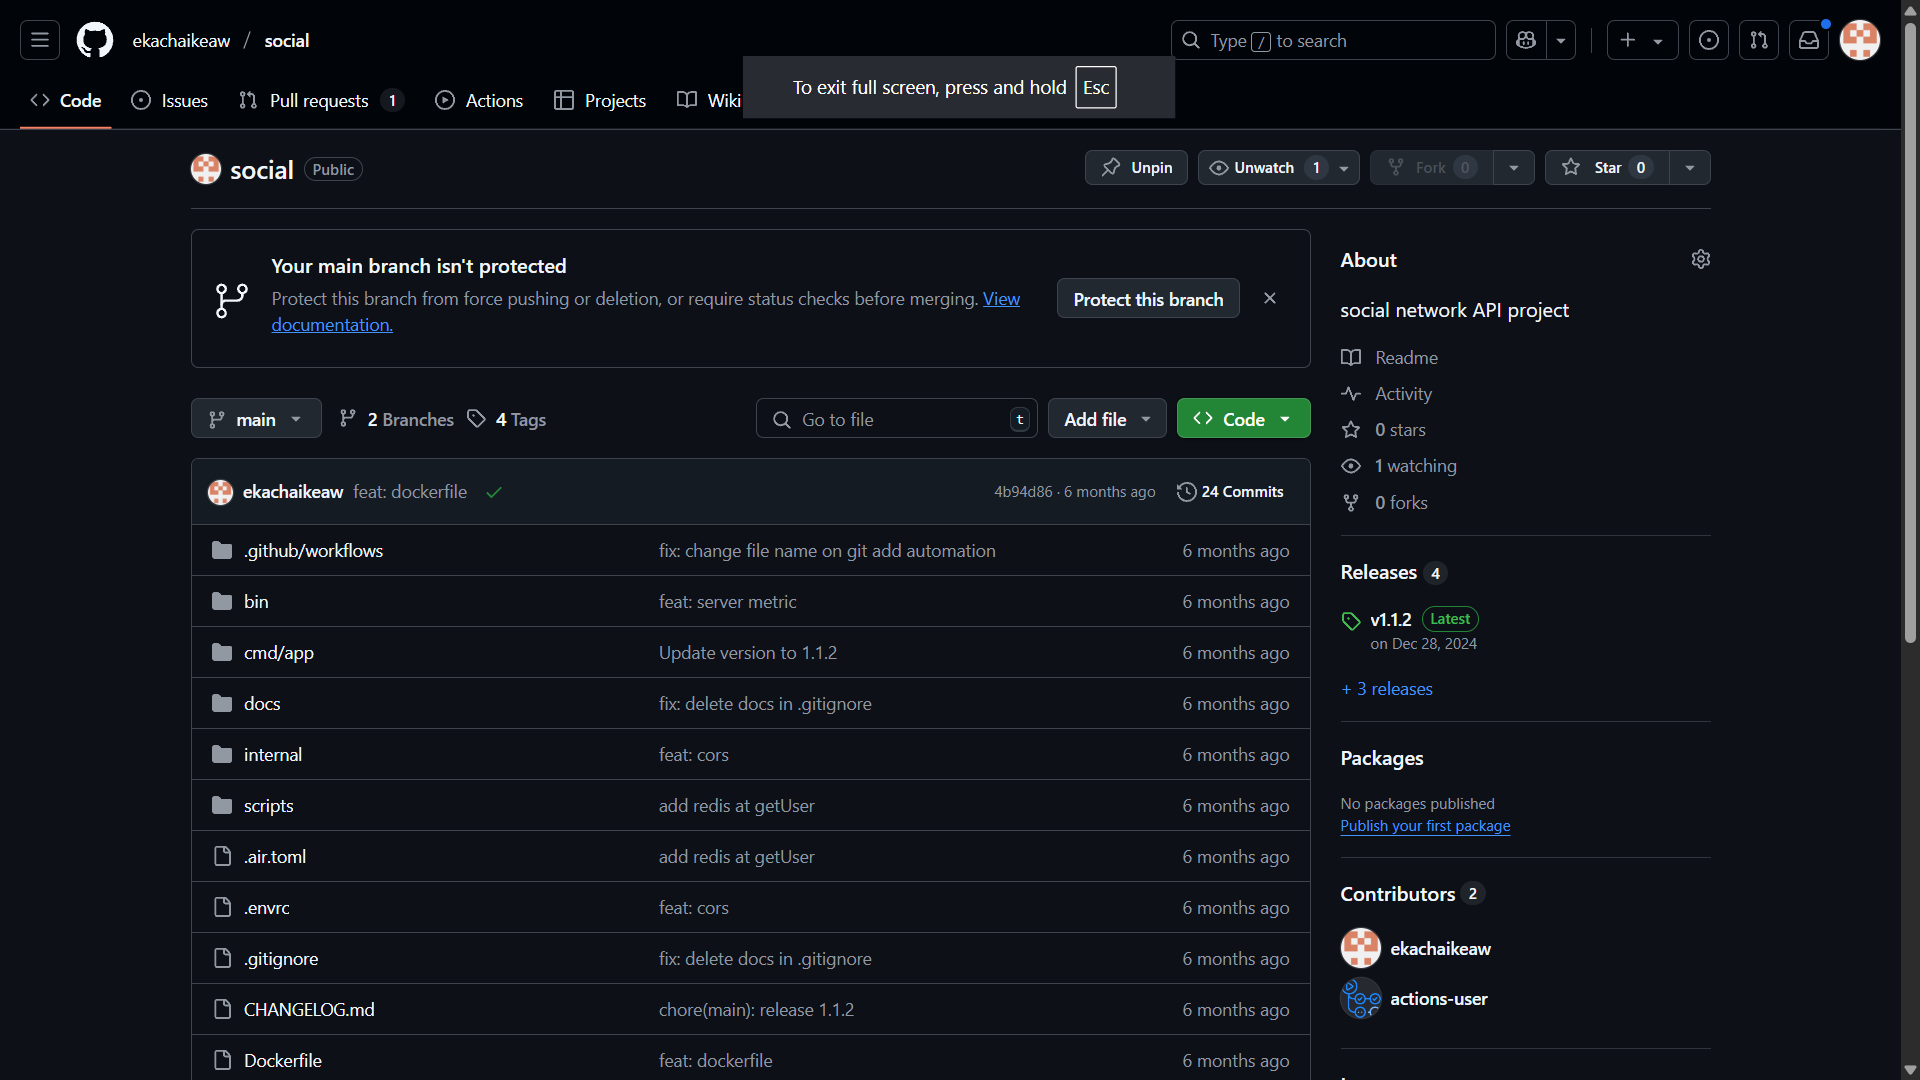 ekachaikeaw / social
Type / to search
To exit full screen, press and hold Esc
Code
Issues
Pull requests 1
Actions
Projects
Wiki
social Public
Unpin
Unwatch 1
Fork 0
Star 0
Your main branch isn't protected
Protect this branch from force pushing or deletion, or require status checks before merging. View
documentation.
Protect this branch
main
2 Branches
4 Tags
Go to file t
Add file
Code
ekachaikeaw feat: dockerfile
4b94d86 · 6 months ago
24 Commits
.github/workflows fix: change file name on git add automation 6 months ago
bin feat: server metric 6 months ago
cmd/app Update version to 1.1.2 6 months ago
docs fix: delete docs in .gitignore 6 months ago
internal feat: cors 6 months ago
scripts add redis at getUser 6 months ago
.air.toml add redis at getUser 6 months ago
.envrc feat: cors 6 months ago
.gitignore fix: delete docs in .gitignore 6 months ago
CHANGELOG.md chore(main): release 1.1.2 6 months ago
Dockerfile feat: dockerfile 6 months ago
About
social network API project
Readme
Activity
0 stars
1 watching
0 forks
Releases 4
v1.1.2 Latest
on Dec 28, 2024
+ 3 releases
Packages
No packages published
Publish your first package
Contributors 2
ekachaikeaw
actions-user